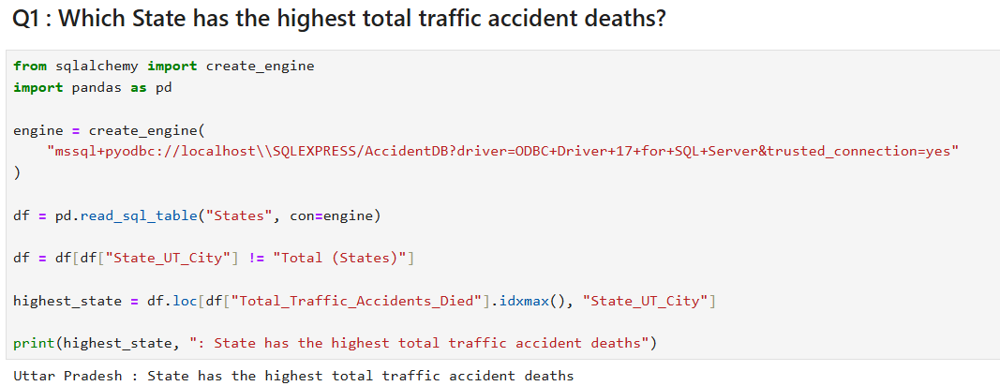 Q1 : Which State has the highest total traffic accident deaths?
from sqlalchemy import create_engine
import pandas as pd
engine = create_engine(
"mssql+pyodbc://localhost\\SQLEXPRESS/AccidentDB?driver=ODBC+Driver+17+for+SQL+Server&trusted_connection=yes"
)
df = pd.read_sql_table("States", con=engine)
df = df[df["State_UT_City"] != "Total (States)"]
highest_state = df.loc[df["Total_Traffic_Accidents_Died"].idxmax(), "State_UT_City"]
print(highest_state, ": State has the highest total traffic accident deaths")
Uttar Pradesh : State has the highest total traffic accident deaths